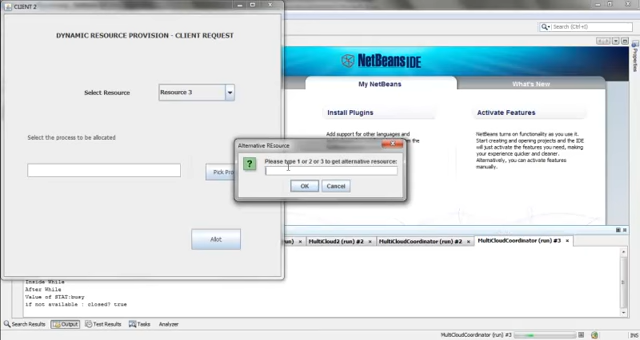 CLIENT 2
DYNAMIC RESOURCE PROVISION - CLIENT REQUEST
Select Resource
Resource 3
Select the process to be allocated
Pick
Allot
Search (Ctrl+I)
NetBeans IDE
My NetBeans
What's New
Install Plugins
Activate Features
Add support for other languages and
NetBeans turns on functionality as you use it.
Start creating and opening projects and the IDE
will just activate the features you need, making
your experience quicker and cleaner.
Alternatively, you can activate features
manually.
Properties
Alternative REsource
Please type 1 or 2 or 3 to get alternative resource:
OK
Cancel
MultiCloud2 (run) #2
MultiCloudCoordinator (run) #2
MultiCloudCoordinator (run) #3
Inside While
After While
Value of STAT:busy
if not available : closed? true
Search Results
Output
Test Results
Tasks
Analyzer
MultiCloudCoordinator (run) #3
INS